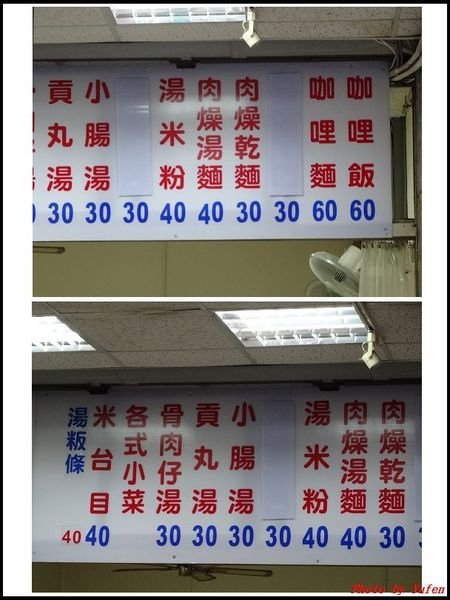 咖哩飯 60
咖哩麵 60
30
肉燥乾麵 30
肉燥湯麵 40
湯米粉 40
30
小腸湯 30
貢丸湯 30
肉燥乾麵 30
肉燥湯麵 40
湯米粉 40
30
小腸湯 30
貢丸湯 30
骨肉仔湯 30
各式小菜
米台目 40
湯粄條 40
Photo by Yufen